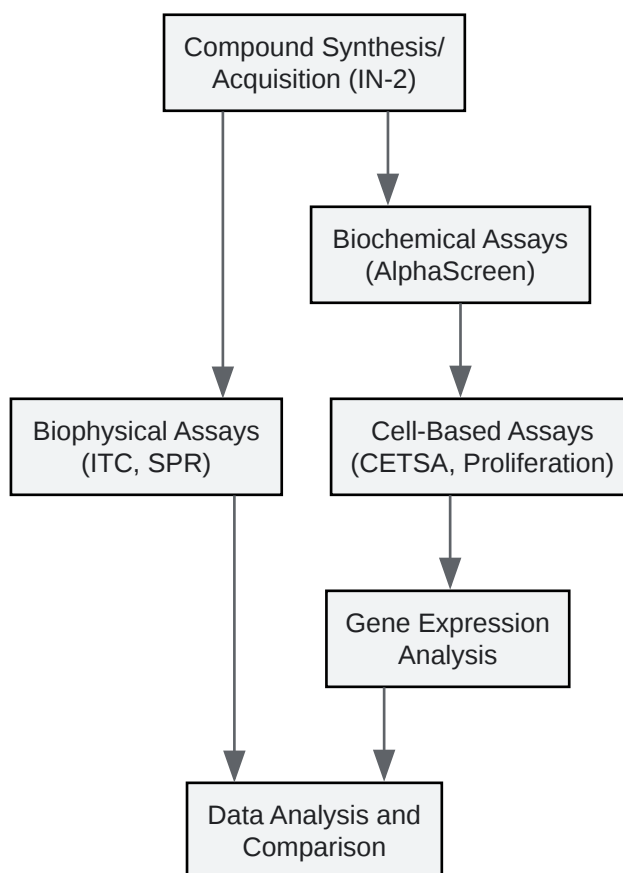 Compound Synthesis/
Acquisition (IN-2)
Biochemical Assays
(AlphaScreen)
Biophysical Assays
(ITC, SPR)
Cell-Based Assays
(CETSA, Proliferation)
Gene Expression
Analysis
Data Analysis and
Comparison